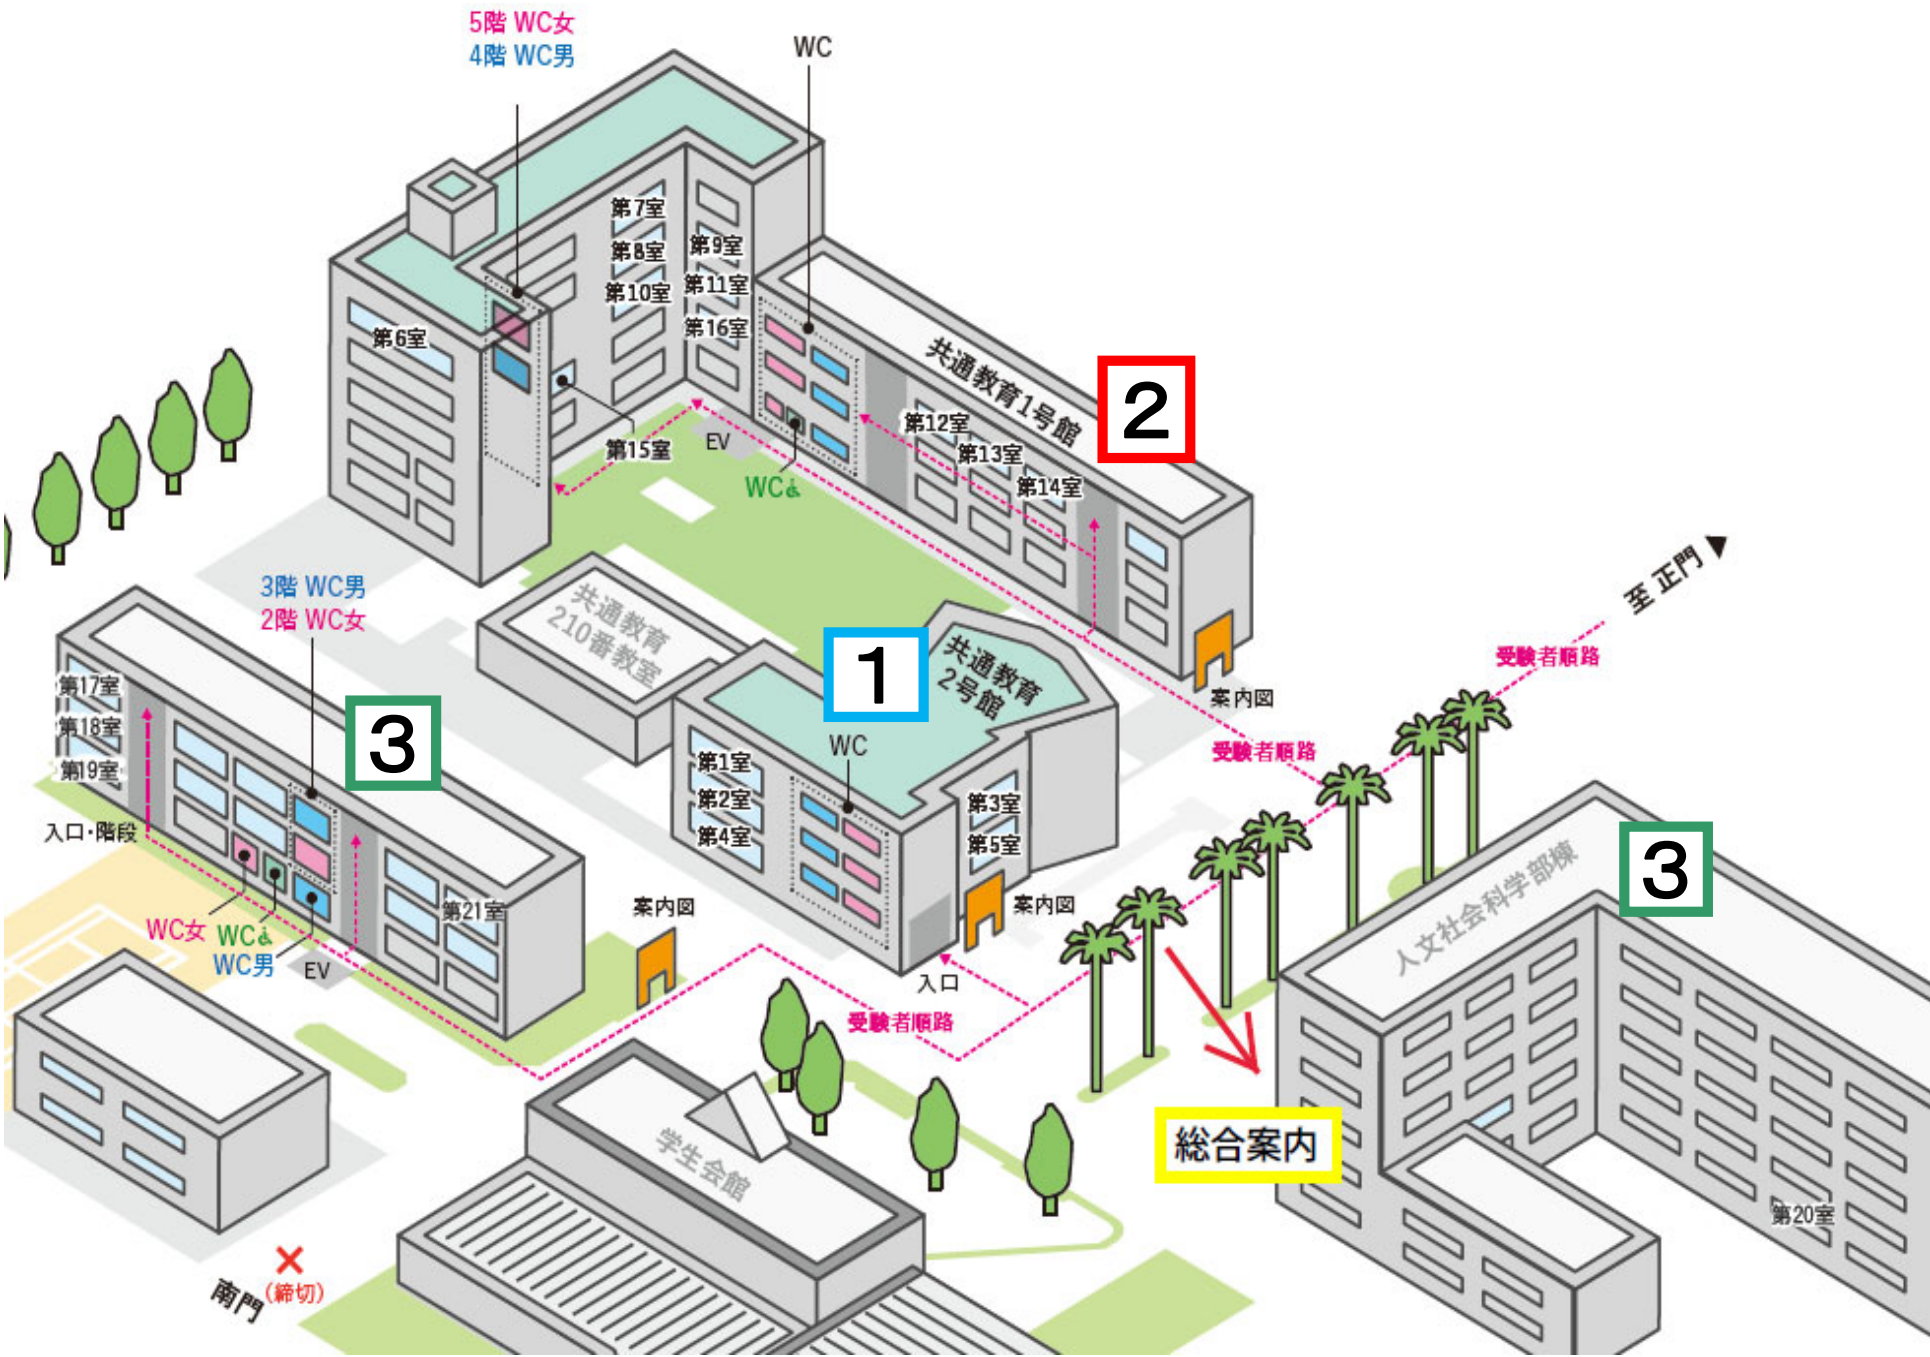 5階 WC女
4階 WC男
WC
第7室
第8室
第10室
第9室
第11室
第16室
第6室
第15室
EV
WC♿
共通教育1号館
2
第12室
第13室
第14室
案内図
至 正門▼
受験者順路
受験者順路
共通教育
210番教室
1
共通教育
2号館
WC
第1室
第2室
第4室
第3室
第5室
案内図
入口
3階 WC男
2階 WC女
3
第17室
第18室
第19室
入口・階段
WC女
WC♿
WC男
EV
第21室
案内図
受験者順路
人文社会科学部棟
3
総合案内
第20室
学生会館
×
南門
(締切)